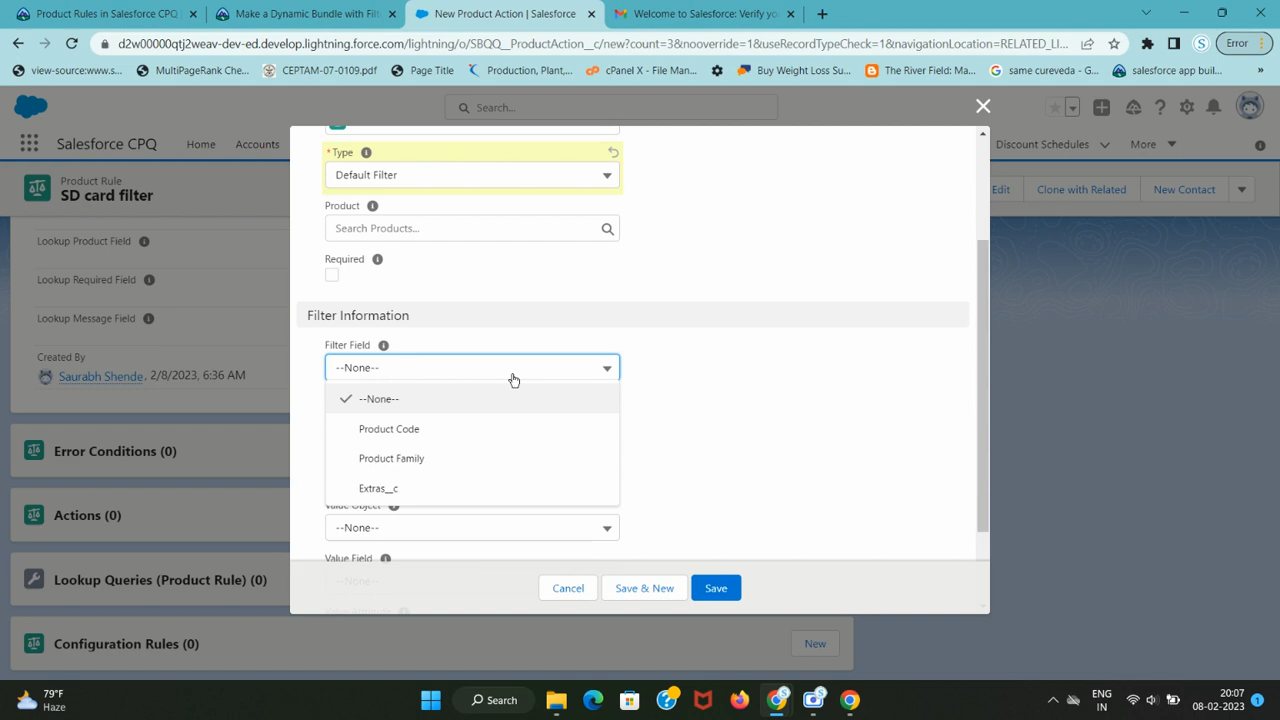 Product Rules in Salesforce CPQ
Make a Dynamic Bundle with Filt
New Product Action | Salesforce
Welcome to Salesforce: Verify yo
d2w00000qtj2weav-dev-ed.develop.lightning.force.com/lightning/o/SBQQ__ProductAction__c/new?count=3&nooverride=1&useRecordTypeCheck=1&navigationLocation=RELATED_LI...
Error
view-source:www.s...
MultiPageRank Che...
CEPTAM-07-0109.pdf
Page Title
Production, Plant,...
cPanel X - File Man...
Buy Weight Loss Su...
The River Field: Ma...
same cureveda - G...
salesforce app buil...
Search...
Salesforce CPQ
Home
Accounts
Discount Schedules
More
Product Rule
SD card filter
Edit
Clone with Related
New Contact
Lookup Product Field
Lookup Required Field
Lookup Message Field
Created By
Saurabh Shende, 2/8/2023, 6:36 AM
Error Conditions (0)
Actions (0)
Lookup Queries (Product Rule) (0)
Configuration Rules (0)
New
*Type
Default Filter
Product
Search Products...
Required
Filter Information
Filter Field
--None--
--None--
Product Code
Product Family
Extras__c
Value Object
--None--
Value Field
--None--
Cancel
Save & New
Save
79°F
Haze
Search
ENG
IN
20:07
08-02-2023
1